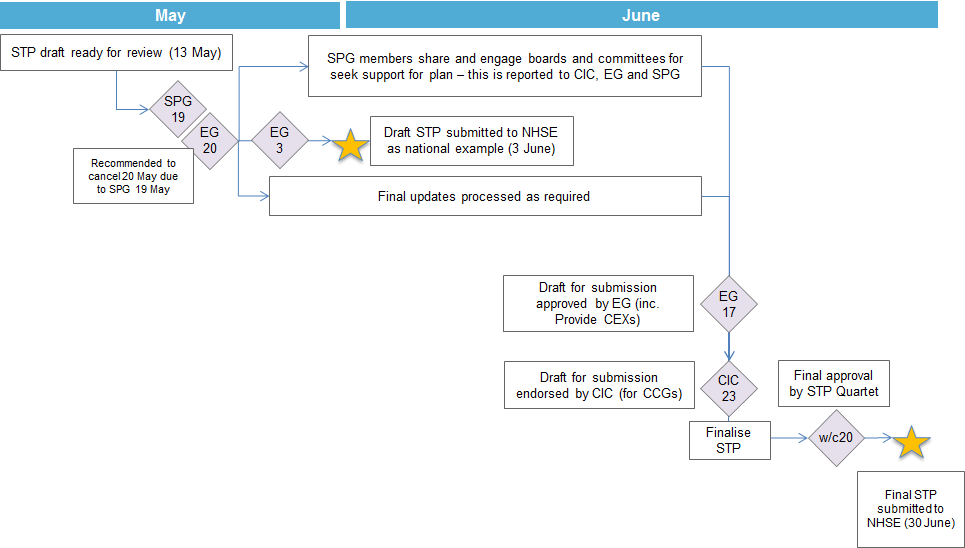 May
June
STP draft ready for review (13 May)
SPG members share and engage boards and committees for
seek support for plan – this is reported to CIC, EG and SPG
SPG
19
EG
20
EG
3
Draft STP submitted to NHSE
as national example (3 June)
Recommended to
cancel 20 May due
to SPG 19 May
Final updates processed as required
Draft for submission
approved by EG (inc.
Provide CEXs)
EG
17
Draft for submission
endorsed by CIC (for CCGs)
CIC
23
Final approval
by STP Quartet
Finalise
STP
w/c20
Final STP
submitted to
NHSE (30 June)